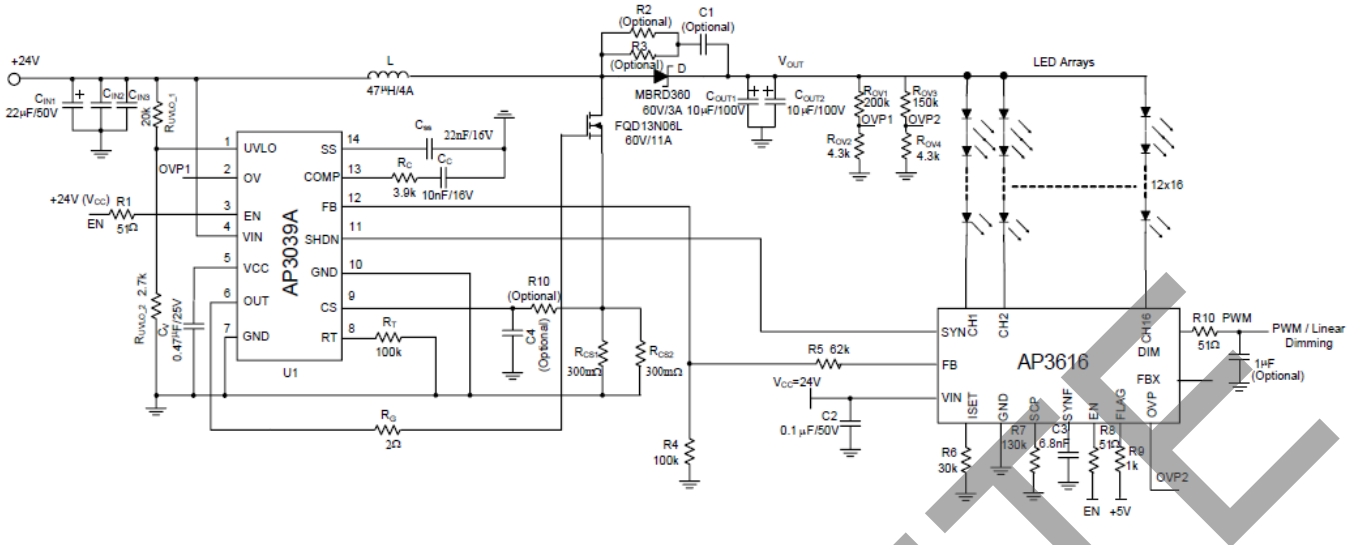 +24V
L
47µH/4A
R2
(Optional)
C1
(Optional)
R3
(Optional)
D
MBRD360
60V/3A
VOUT
LED Arrays
CIN1
22µF/50V
CIN2
CIN3
20k
RUVLO_1
FQD13N06L
60V/11A
COUT1
10µF/100V
COUT2
10µF/100V
ROV1
200k
OVP1
ROV2
4.3k
ROV3
150k
OVP2
ROV4
4.3k
12x16
OVP1
+24V (VCC)
EN
R1
51Ω
1
UVLO
2
OV
3
EN
4
VIN
5
VCC
6
OUT
7
GND
AP3039A
U1
14
SS
13
COMP
12
FB
11
SHDN
10
GND
9
CS
8
RT
Css
22nF/16V
RC
3.9k
CC
10nF/16V
RUVLO_2
2.7k
CV
0.47µF/25V
RT
100k
R10
(Optional)
C4
(Optional)
RCS1
300mΩ
RCS2
300mΩ
RG
2Ω
R4
100k
R5 62k
VCC=24V
C2
0.1 µF/50V
SYN
FB
VIN
CH1
CH2
CH16
AP3616
DIM
FBX
ISET
GND
SCP
SYNF
EN
FLAG
OVP
R10
51Ω
PWM
PWM / Linear
Dimming
1µF
(Optional)
R6
30k
R7
130k
C3
6.8nF
R8
51Ω
R9
1k
EN
+5V
OVP2